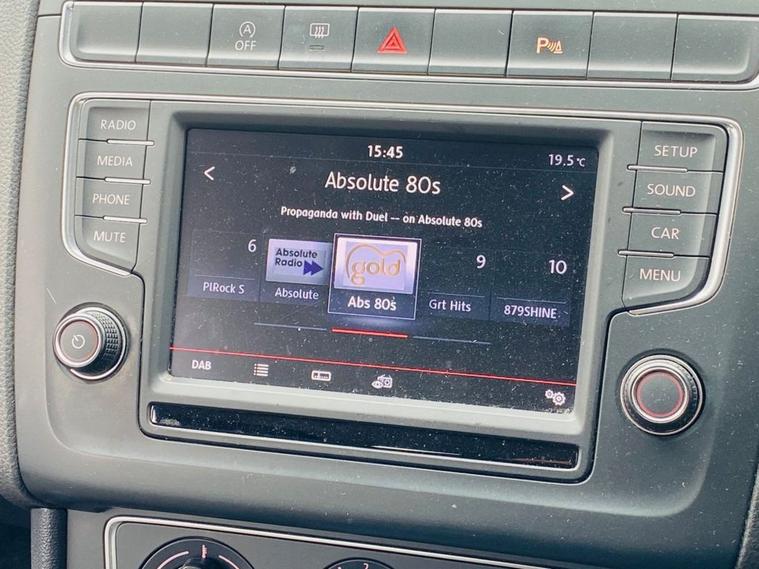 A
OFF
P
RADIO
MEDIA
PHONE
MUTE
15:45
19.5 °C
< Absolute 80s >
Propaganda with Duel -- on Absolute 80s
6
Absolute
Radio
gold
9
10
PlRock S
Absolute
Abs 80s
Grt Hits
879SHINE
DAB
SETUP
SOUND
CAR
MENU